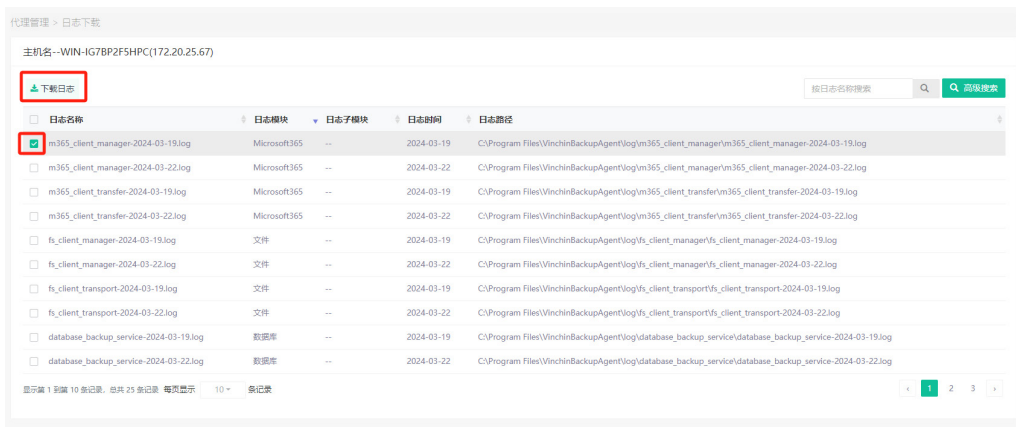 代理管理 > 日志下载
主机名--WIN-IG7BP2F5HPC(172.20.25.67)
下载日志 按日志名称搜索 高级搜索
日志名称 日志模块 日志子模块 日志时间 日志路径
m365_client_manager-2024-03-19.log Microsoft365 -- 2024-03-19 C:\Program Files\VinchinBackupAgent\log\m365_client_manager\m365_client_manager-2024-03-19.log
m365_client_manager-2024-03-22.log Microsoft365 -- 2024-03-22 C:\Program Files\VinchinBackupAgent\log\m365_client_manager\m365_client_manager-2024-03-22.log
m365_client_transfer-2024-03-19.log Microsoft365 -- 2024-03-19 C:\Program Files\VinchinBackupAgent\log\m365_client_transfer\m365_client_transfer-2024-03-19.log
m365_client_transfer-2024-03-22.log Microsoft365 -- 2024-03-22 C:\Program Files\VinchinBackupAgent\log\m365_client_transfer\m365_client_transfer-2024-03-22.log
fs_client_manager-2024-03-19.log 文件 -- 2024-03-19 C:\Program Files\VinchinBackupAgent\log\fs_client_manager\fs_client_manager-2024-03-19.log
fs_client_manager-2024-03-22.log 文件 -- 2024-03-22 C:\Program Files\VinchinBackupAgent\log\fs_client_manager\fs_client_manager-2024-03-22.log
fs_client_transport-2024-03-19.log 文件 -- 2024-03-19 C:\Program Files\VinchinBackupAgent\log\fs_client_transport\fs_client_transport-2024-03-19.log
fs_client_transport-2024-03-22.log 文件 -- 2024-03-22 C:\Program Files\VinchinBackupAgent\log\fs_client_transport\fs_client_transport-2024-03-22.log
database_backup_service-2024-03-19.log 数据库 -- 2024-03-19 C:\Program Files\VinchinBackupAgent\log\database_backup_service\database_backup_service-2024-03-19.log
database_backup_service-2024-03-22.log 数据库 -- 2024-03-22 C:\Program Files\VinchinBackupAgent\log\database_backup_service\database_backup_service-2024-03-22.log
显示第 1 到第 10 条记录，总共 25 条记录 每页显示 10 条记录 ‹ 1 2 3 ›